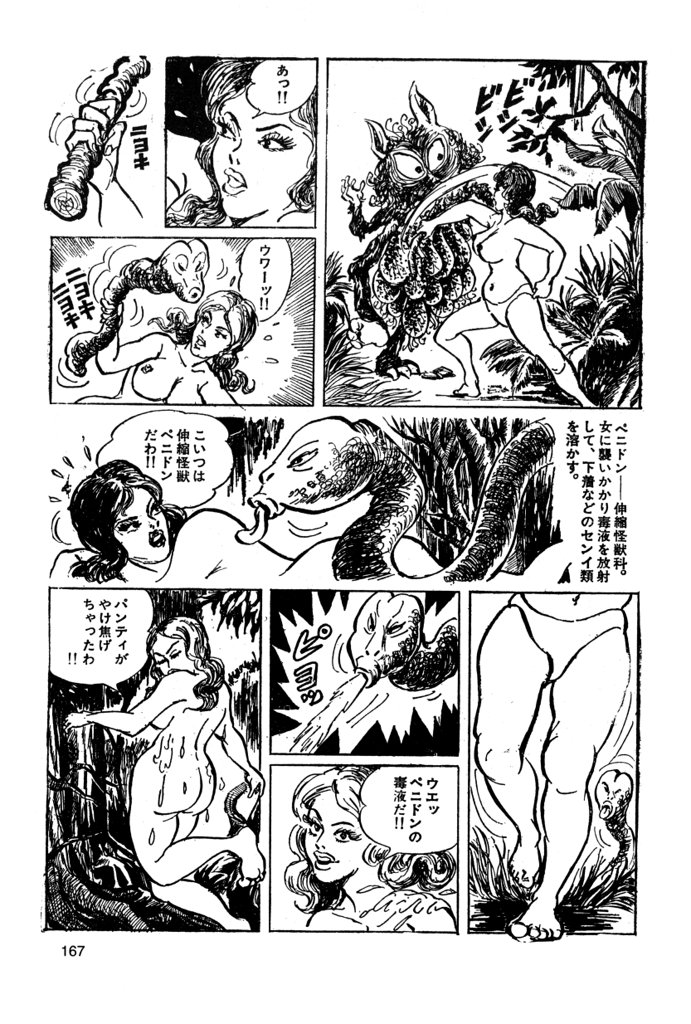 ビビ
ビシッ
あっ!!
ニョキ
ウワーッ!!
ニョキ
ニョキ
ペニドン——伸縮怪獣科。
女に襲いかかり毒液を放射
して、下着などのセンイ類
を溶かす。
こいつは
伸縮怪獣
ペニドン
だわ!!
ピョッ
ウエッ
ペニドンの
毒液だ!!
パンティが
やけ焦げ
ちゃったわ
!!
167